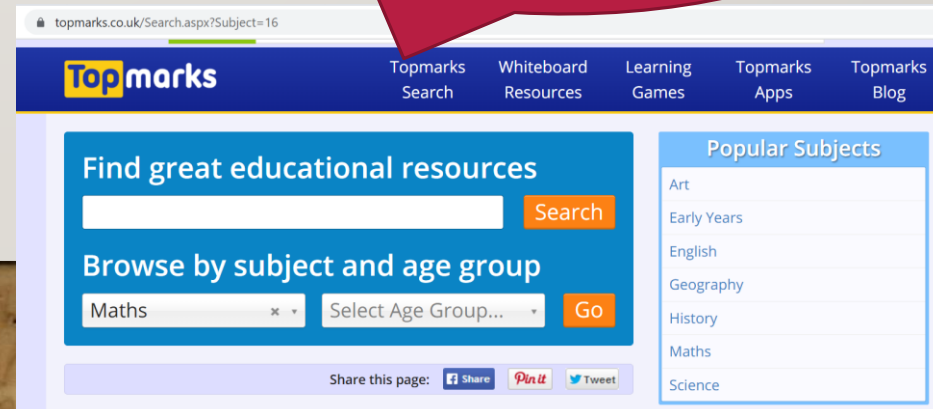 topmarks.co.uk/Search.aspx?Subject=16
Topmarks
Topmarks Search
Whiteboard Resources
Learning Games
Topmarks Apps
Topmarks Blog
Find great educational resources
Search
Browse by subject and age group
Maths
Select Age Group...
Go
Share this page:
Share
Pin it
Tweet
Popular Subjects
Art
Early Years
English
Geography
History
Maths
Science